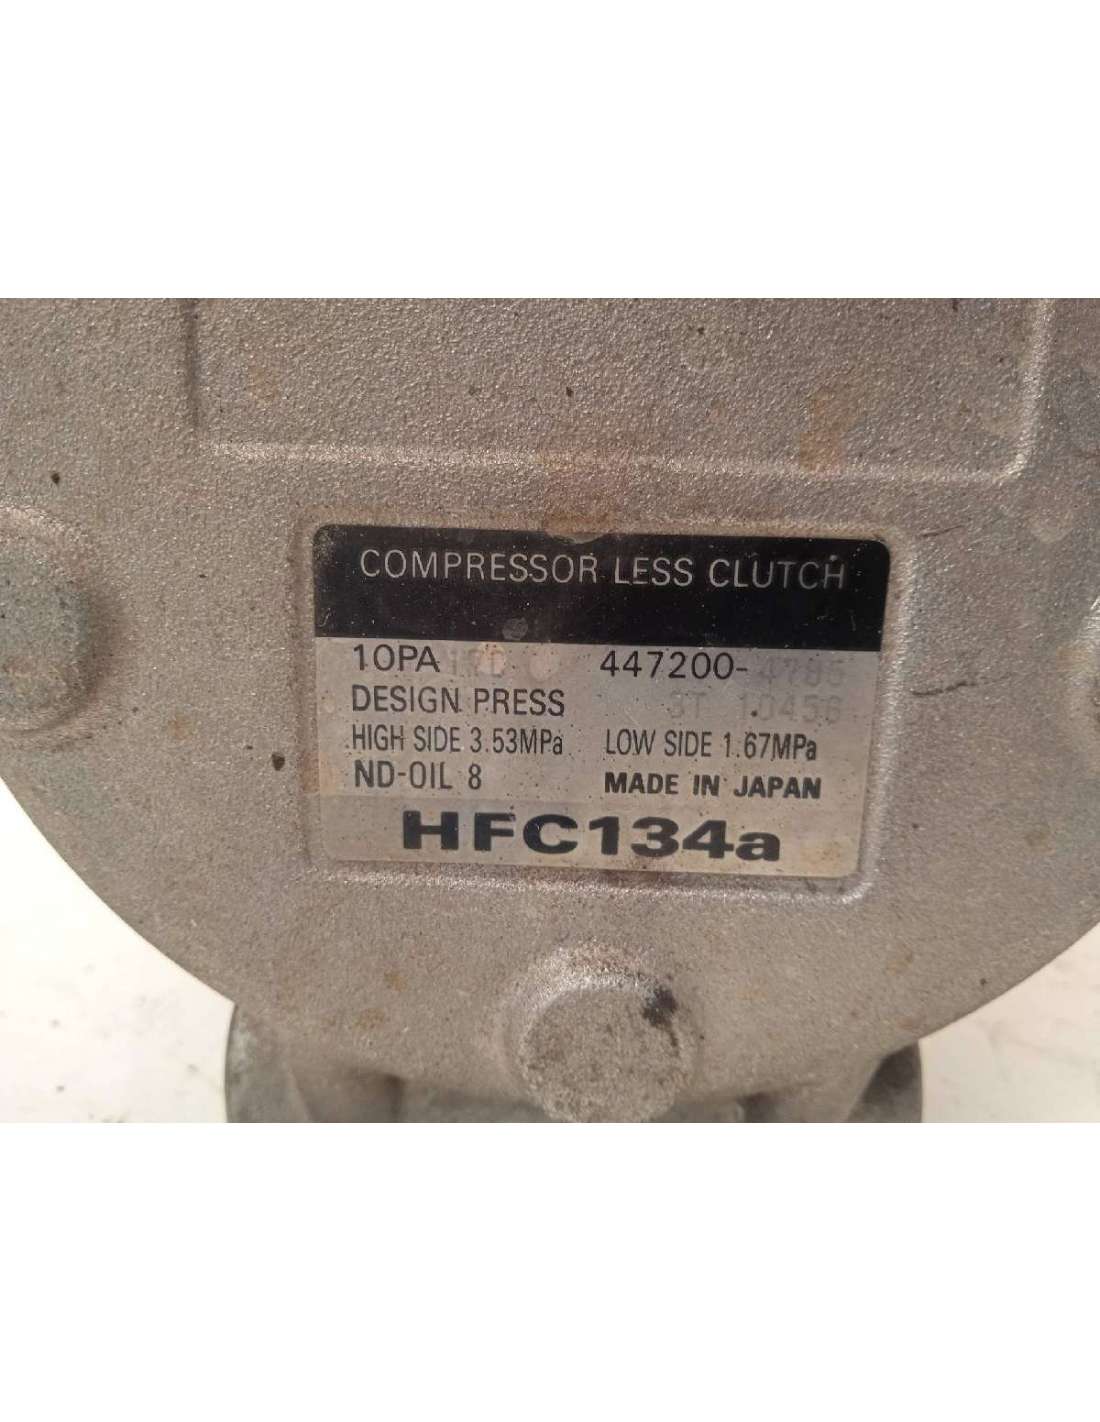 COMPRESSOR LESS CLUTCH
10PA 447200-
DESIGN PRESS
HIGH SIDE 3.53MPa LOW SIDE 1.67MPa
ND-OIL 8 MADE IN JAPAN
HFC134a